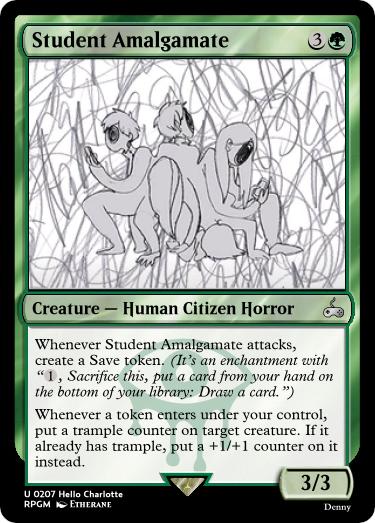 Student Amalgamate 3
Creature — Human Citizen Horror
Whenever Student Amalgamate attacks,
create a Save token. (It's an enchantment with
“1, Sacrifice this, put a card from your hand on
the bottom of your library: Draw a card.”)
Whenever a token enters under your control,
put a trample counter on target creature. If it
already has trample, put a +1/+1 counter on it
instead.
3/3
U 0207 Hello Charlotte
RPGM Etherane
Denny